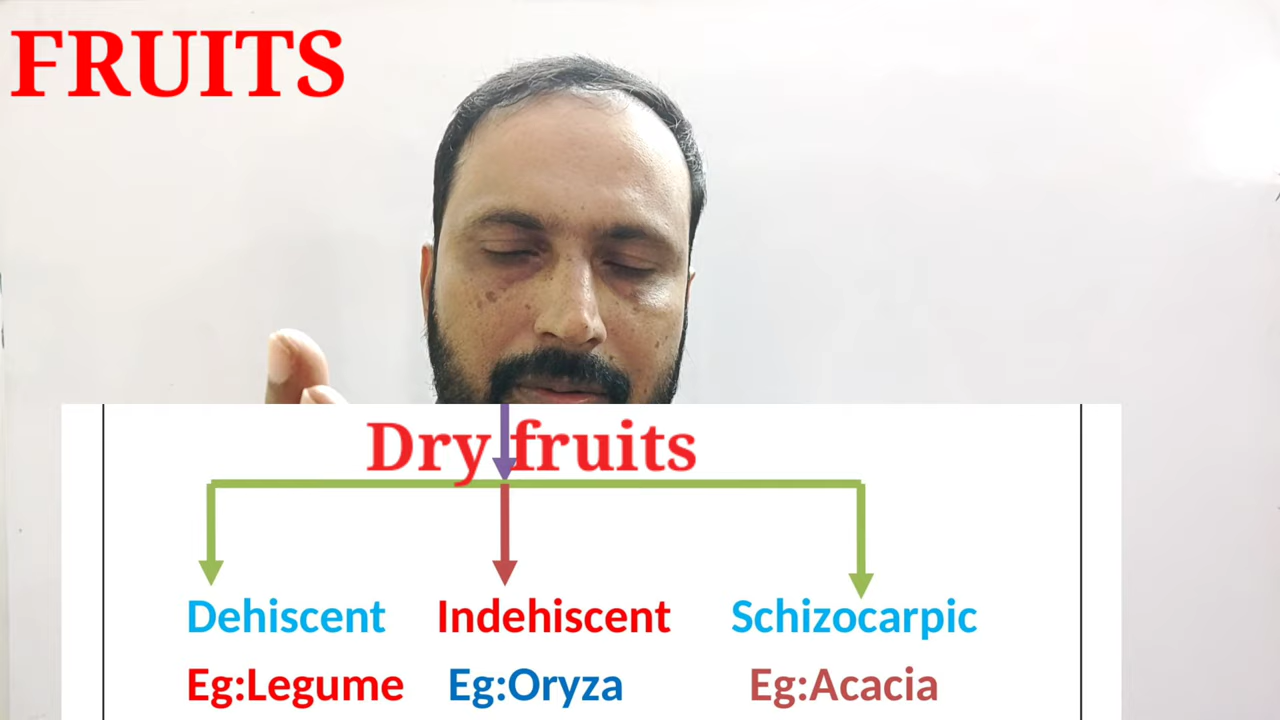 FRUITS
Dry fruits
Dehiscent Indehiscent Schizocarpic
Eg:Legume Eg:Oryza Eg:Acacia